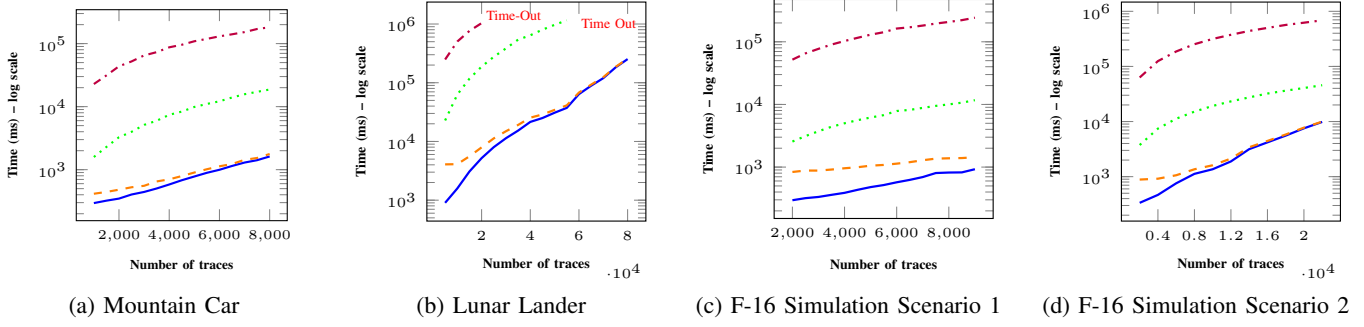 Time (ms) – log scale
10^5
10^4
10^3
2,000 4,000 6,000 8,000
Number of traces
(a) Mountain Car
Time (ms) – log scale
10^6
10^5
10^4
10^3
Time-Out
Time Out
2 4 6 8
·10^4
Number of traces
(b) Lunar Lander
Time (ms) – log scale
10^5
10^4
10^3
2,000 4,000 6,000 8,000
Number of traces
(c) F-16 Simulation Scenario 1
Time (ms) – log scale
10^6
10^5
10^4
10^3
0.4 0.8 1.2 1.6 2
·10^4
Number of traces
(d) F-16 Simulation Scenario 2